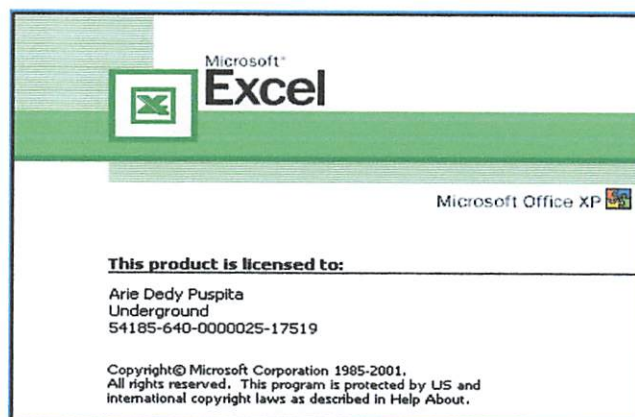 Microsoft®
Excel
Microsoft Office XP
This product is licensed to:
Arie Dedy Puspita
Underground
54185-640-0000025-17519
Copyright© Microsoft Corporation 1985-2001.
All rights reserved. This program is protected by US and
international copyright laws as described in Help About.